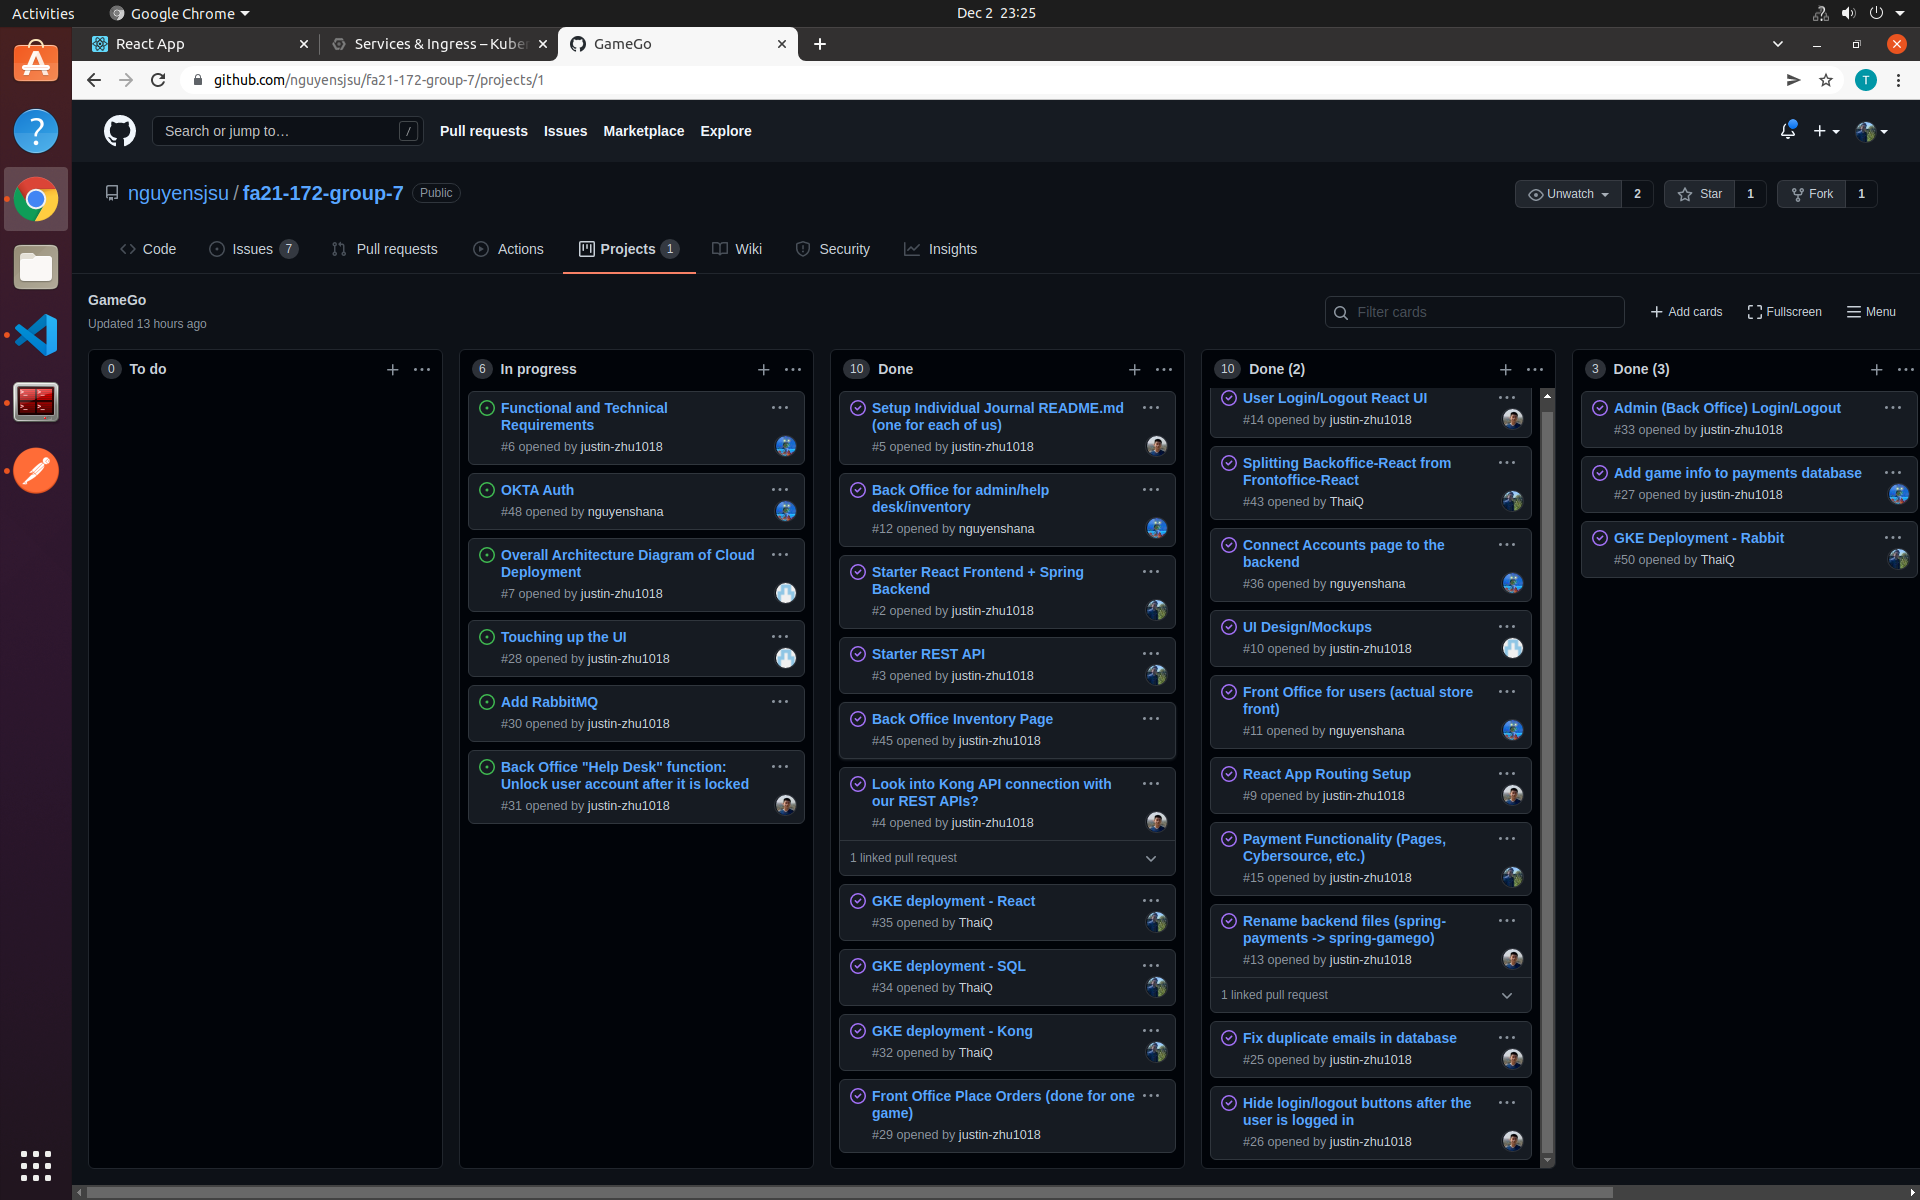 Activities
Google Chrome
Dec 2 23:25
React App
Services & Ingress – Kuber
GameGo
github.com/nguyensjsu/fa21-172-group-7/projects/1
T
Search or jump to…
/
Pull requests
Issues
Marketplace
Explore
nguyensjsu / fa21-172-group-7
Public
Unwatch 2
Star 1
Fork 1
Code
Issues 7
Pull requests
Actions
Projects 1
Wiki
Security
Insights
GameGo
Updated 13 hours ago
Filter cards
Add cards
Fullscreen
Menu
0 To do
6 In progress
Functional and Technical
Requirements
#6 opened by justin-zhu1018
OKTA Auth
#48 opened by nguyenshana
Overall Architecture Diagram of Cloud
Deployment
#7 opened by justin-zhu1018
Touching up the UI
#28 opened by justin-zhu1018
Add RabbitMQ
#30 opened by justin-zhu1018
Back Office "Help Desk" function:
Unlock user account after it is locked
#31 opened by justin-zhu1018
10 Done
Setup Individual Journal README.md
(one for each of us)
#5 opened by justin-zhu1018
Back Office for admin/help
desk/inventory
#12 opened by nguyenshana
Starter React Frontend + Spring
Backend
#2 opened by justin-zhu1018
Starter REST API
#3 opened by justin-zhu1018
Back Office Inventory Page
#45 opened by justin-zhu1018
Look into Kong API connection with
our REST APIs?
#4 opened by justin-zhu1018
1 linked pull request
GKE deployment - React
#35 opened by ThaiQ
GKE deployment - SQL
#34 opened by ThaiQ
GKE deployment - Kong
#32 opened by ThaiQ
Front Office Place Orders (done for one
game)
#29 opened by justin-zhu1018
10 Done (2)
User Login/Logout React UI
#14 opened by justin-zhu1018
Splitting Backoffice-React from
Frontoffice-React
#43 opened by ThaiQ
Connect Accounts page to the
backend
#36 opened by nguyenshana
UI Design/Mockups
#10 opened by justin-zhu1018
Front Office for users (actual store
front)
#11 opened by nguyenshana
React App Routing Setup
#9 opened by justin-zhu1018
Payment Functionality (Pages,
Cybersource, etc.)
#15 opened by justin-zhu1018
Rename backend files (spring-
payments -> spring-gamego)
#13 opened by justin-zhu1018
1 linked pull request
Fix duplicate emails in database
#25 opened by justin-zhu1018
Hide login/logout buttons after the
user is logged in
#26 opened by justin-zhu1018
3 Done (3)
Admin (Back Office) Login/Logout
#33 opened by justin-zhu1018
Add game info to payments database
#27 opened by justin-zhu1018
GKE Deployment - Rabbit
#50 opened by ThaiQ